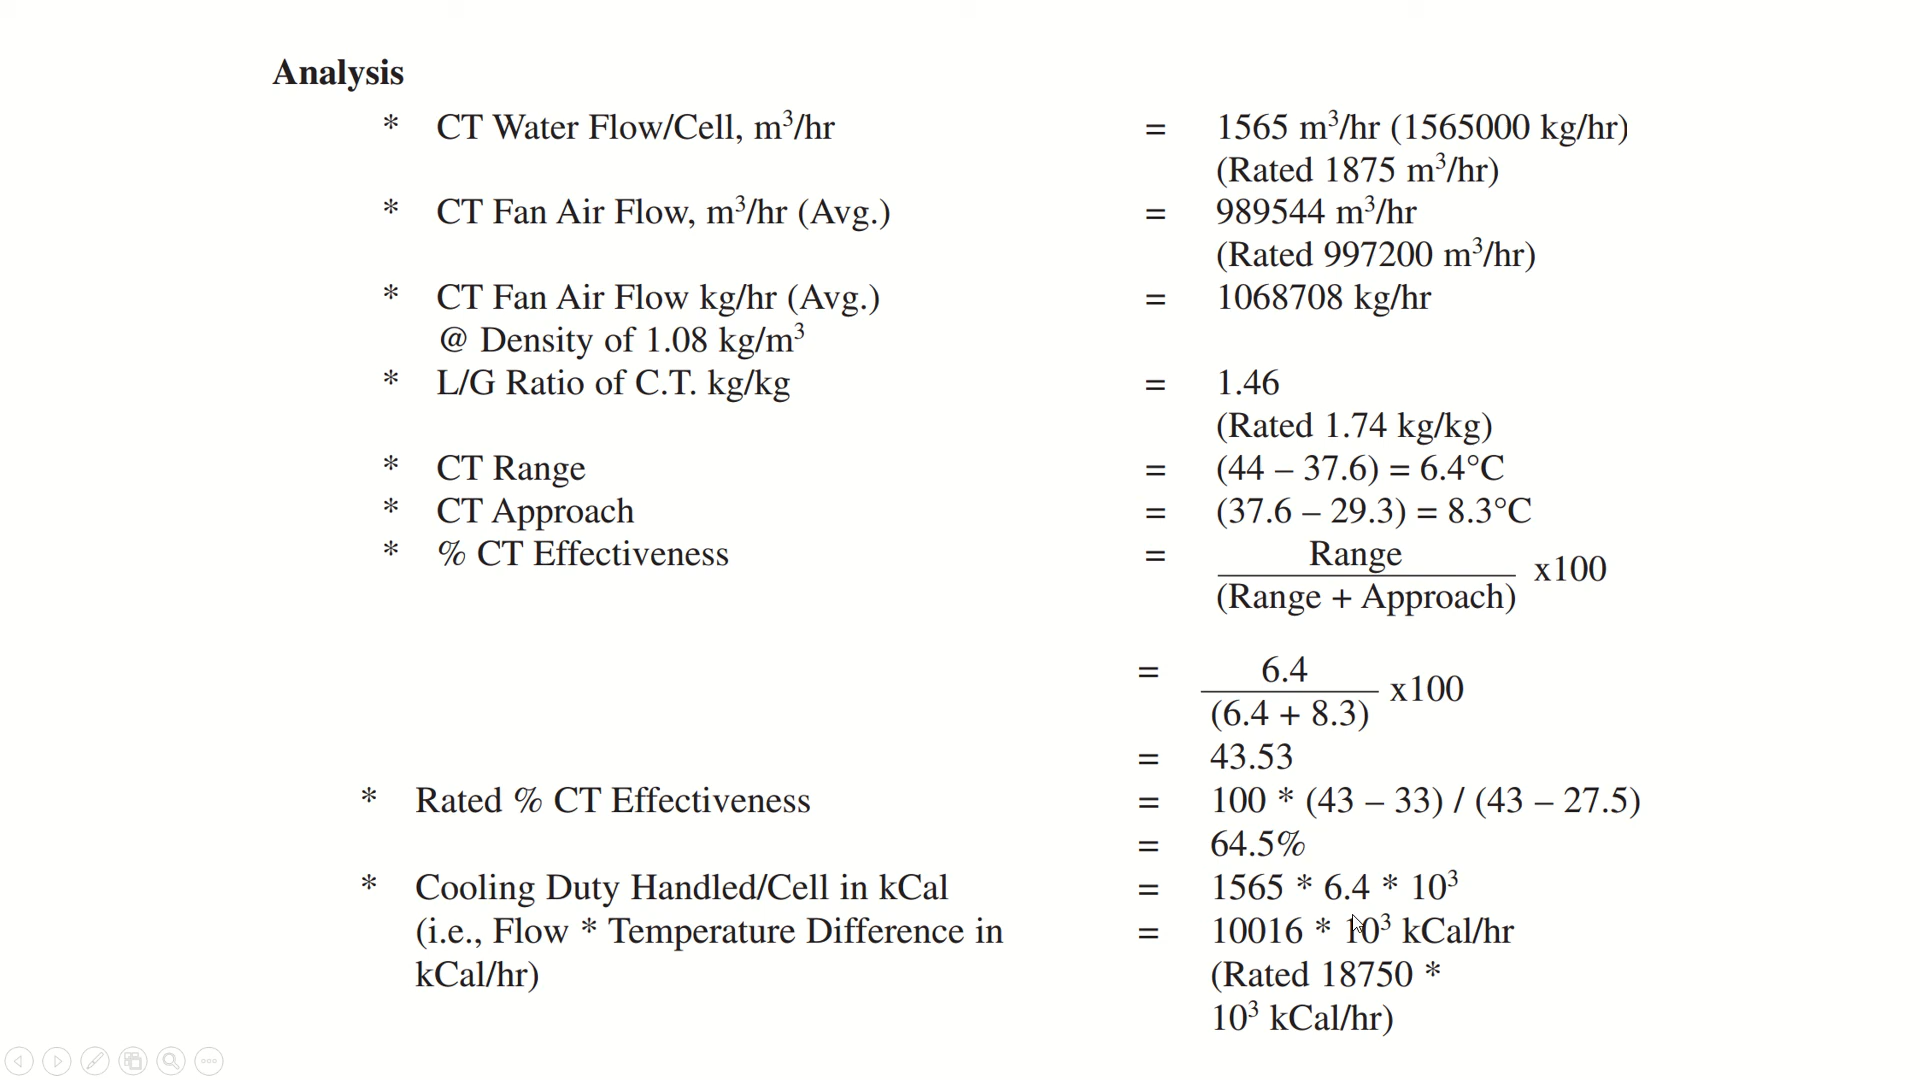 Analysis
* CT Water Flow/Cell, m³/hr = 1565 m³/hr (1565000 kg/hr)
(Rated 1875 m³/hr)
* CT Fan Air Flow, m³/hr (Avg.) = 989544 m³/hr
(Rated 997200 m³/hr)
* CT Fan Air Flow kg/hr (Avg.) = 1068708 kg/hr
@ Density of 1.08 kg/m³
* L/G Ratio of C.T. kg/kg = 1.46
(Rated 1.74 kg/kg)
* CT Range = (44 – 37.6) = 6.4°C
* CT Approach = (37.6 – 29.3) = 8.3°C
* % CT Effectiveness = Range
x100
(Range + Approach)
= 6.4
x100
(6.4 + 8.3)
= 43.53
* Rated % CT Effectiveness = 100 * (43 – 33) / (43 – 27.5)
= 64.5%
* Cooling Duty Handled/Cell in kCal = 1565 * 6.4 * 10³
(i.e., Flow * Temperature Difference in = 10016 * 10³ kCal/hr
kCal/hr) (Rated 18750 *
10³ kCal/hr)